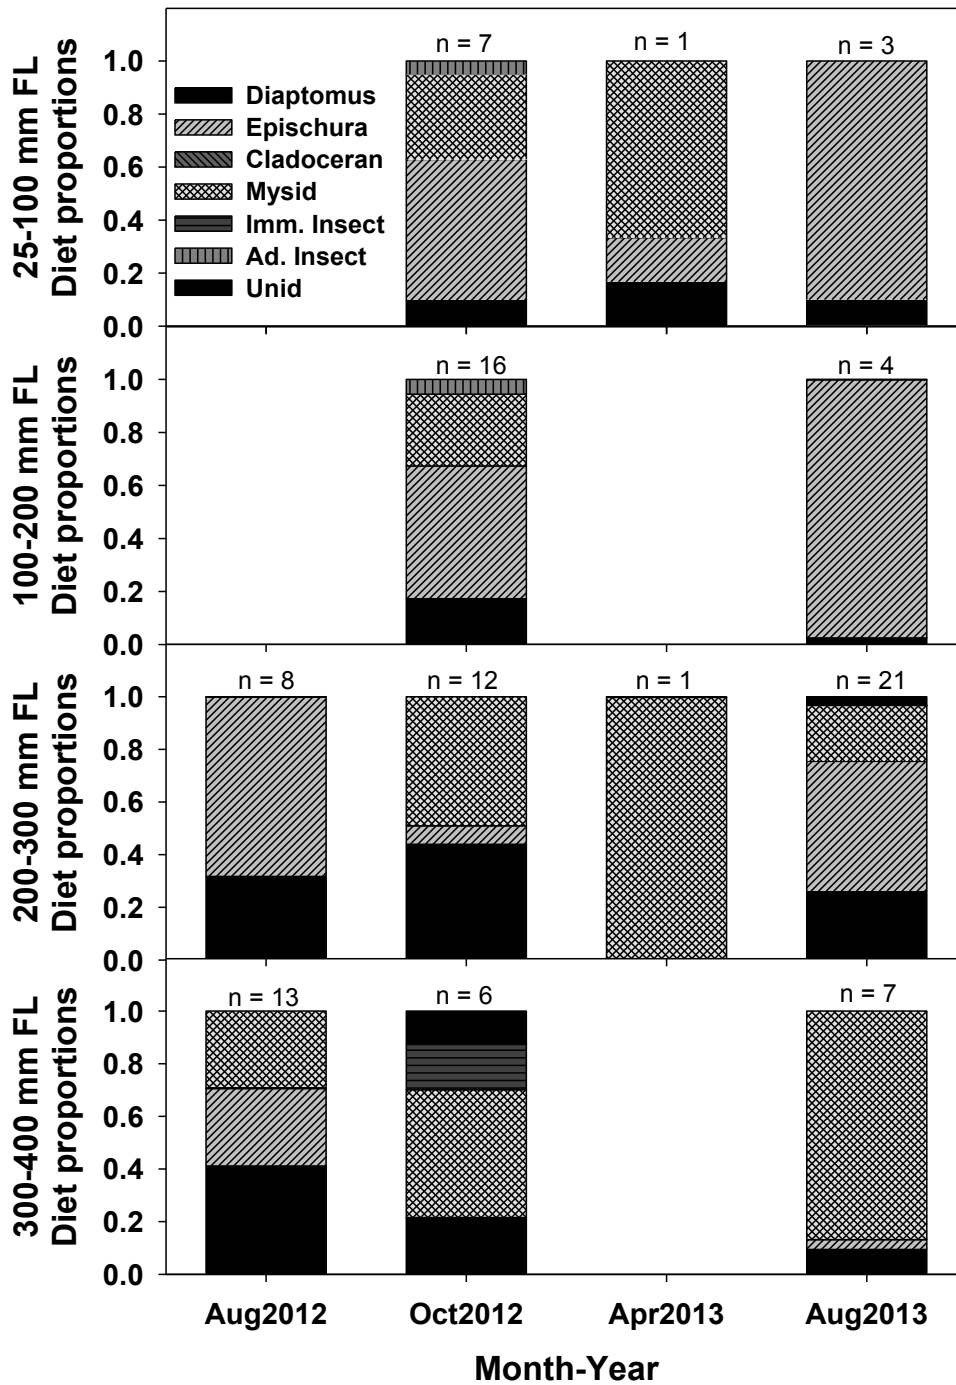 25-100 mm FL
Diet proportions
n = 7
n = 1
n = 3
1.0
0.8
0.6
0.4
0.2
0.0
Diaptomus
Epischura
Cladoceran
Mysid
Imm. Insect
Ad. Insect
Unid
100-200 mm FL
Diet proportions
n = 16
n = 4
1.0
0.8
0.6
0.4
0.2
0.0
200-300 mm FL
Diet proportions
n = 8
n = 12
n = 1
n = 21
1.0
0.8
0.6
0.4
0.2
0.0
300-400 mm FL
Diet proportions
n = 13
n = 6
n = 7
1.0
0.8
0.6
0.4
0.2
0.0
Aug2012
Oct2012
Apr2013
Aug2013
Month-Year